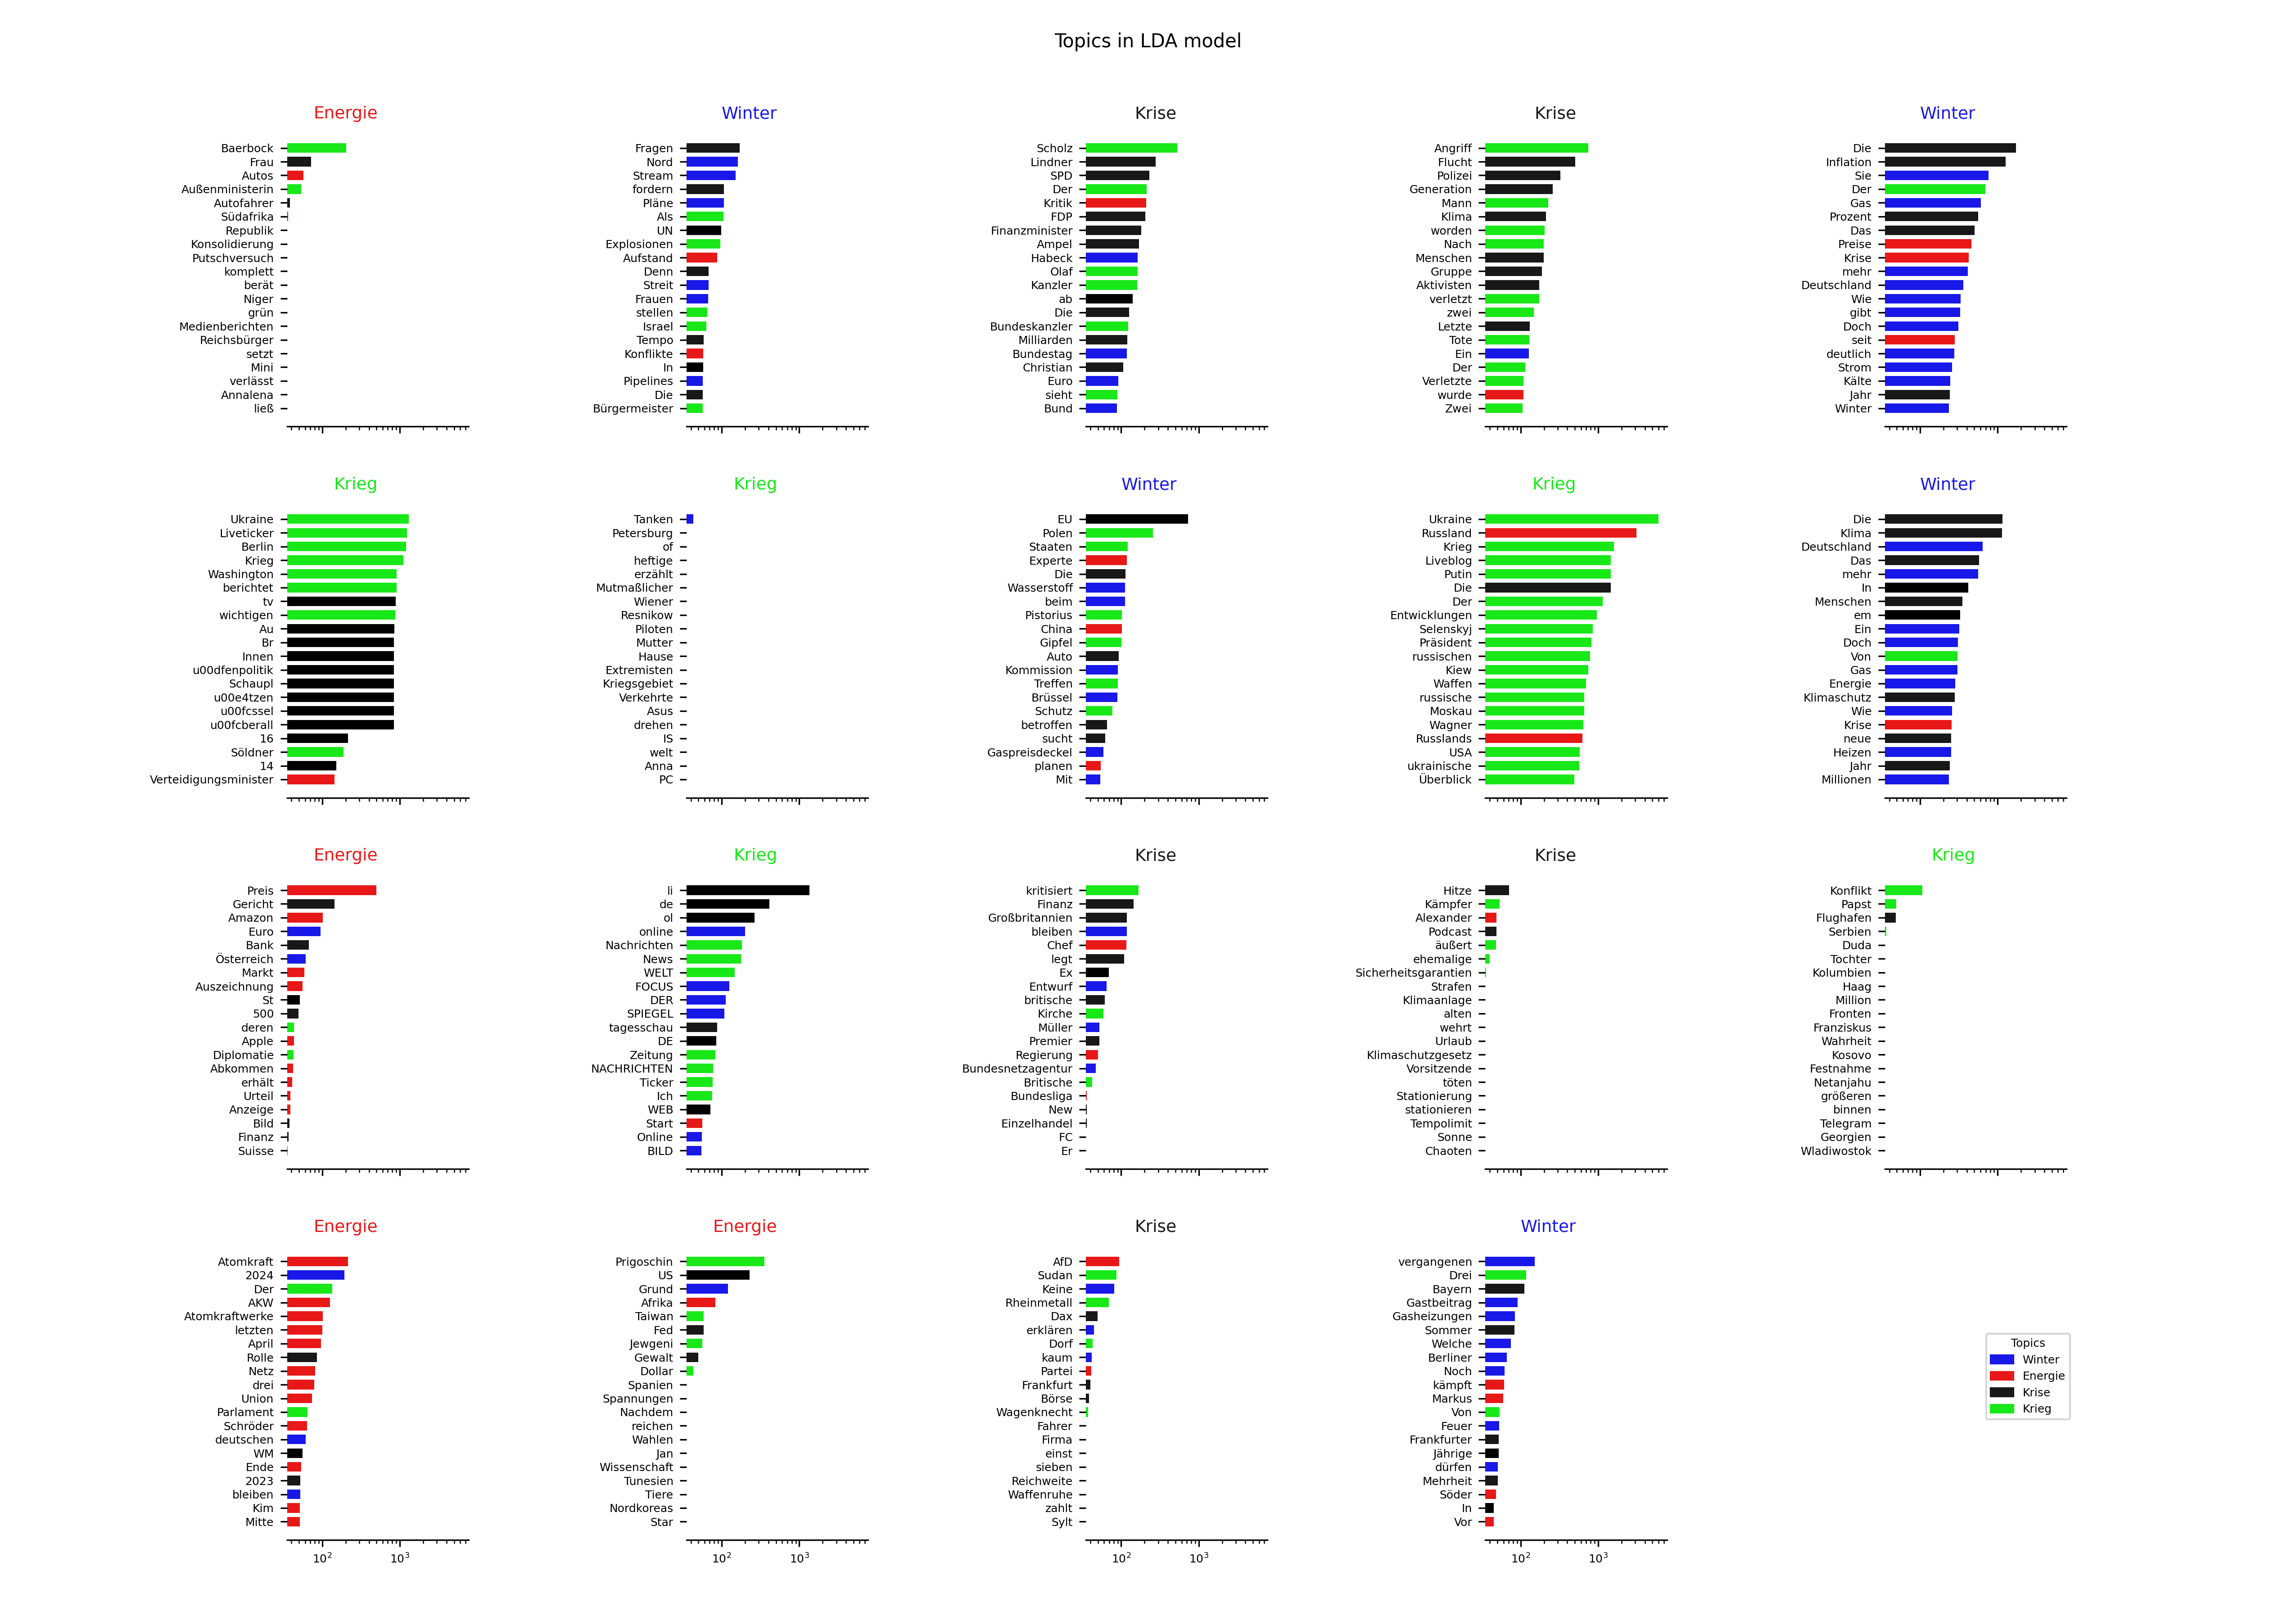 Topics in LDA model
Energie
Baerbock
Frau
Autos
Außenministerin
Autofahrer
Südafrika
Republik
Konsolidierung
Putschversuch
komplett
berät
Niger
grün
Medienberichten
Reichsbürger
setzt
Mini
verlässt
Annalena
ließ
Winter
Fragen
Nord
Stream
fordern
Pläne
Als
UN
Explosionen
Aufstand
Denn
Streit
Frauen
stellen
Israel
Tempo
Konflikte
In
Pipelines
Die
Bürgermeister
Krise
Scholz
Lindner
SPD
Der
Kritik
FDP
Finanzminister
Ampel
Habeck
Olaf
Kanzler
ab
Die
Bundeskanzler
Milliarden
Bundestag
Christian
Euro
sieht
Bund
Krise
Angriff
Flucht
Polizei
Generation
Mann
Klima
worden
Nach
Menschen
Gruppe
Aktivisten
verletzt
zwei
Letzte
Tote
Ein
Der
Verletzte
wurde
Zwei
Winter
Die
Inflation
Sie
Der
Gas
Prozent
Das
Preise
Krise
mehr
Deutschland
Wie
gibt
Doch
seit
deutlich
Strom
Kälte
Jahr
Winter
Krieg
Ukraine
Liveticker
Berlin
Krieg
Washington
berichtet
tv
wichtigen
Au
Br
Innen
u00dfenpolitik
Schaupl
u00e4tzen
u00fcssel
u00fcberall
16
Söldner
14
Verteidigungsminister
Krieg
Tanken
Petersburg
of
heftige
erzählt
Mutmaßlicher
Wiener
Resnikow
Piloten
Mutter
Hause
Extremisten
Kriegsgebiet
Verkehrte
Asus
drehen
IS
welt
Anna
PC
Winter
EU
Polen
Staaten
Experte
Die
Wasserstoff
beim
Pistorius
China
Gipfel
Auto
Kommission
Treffen
Brüssel
Schutz
betroffen
sucht
Gaspreisdeckel
planen
Mit
Krieg
Ukraine
Russland
Krieg
Liveblog
Putin
Die
Der
Entwicklungen
Selenskyj
Präsident
russischen
Kiew
Waffen
russische
Moskau
Wagner
Russlands
USA
ukrainische
Überblick
Winter
Die
Klima
Deutschland
Das
mehr
In
Menschen
em
Ein
Doch
Von
Gas
Energie
Klimaschutz
Wie
Krise
neue
Heizen
Jahr
Millionen
Energie
Preis
Gericht
Amazon
Euro
Bank
Österreich
Markt
Auszeichnung
St
500
deren
Apple
Diplomatie
Abkommen
erhält
Urteil
Anzeige
Bild
Finanz
Suisse
Krieg
li
de
ol
online
Nachrichten
News
WELT
FOCUS
DER
SPIEGEL
tagesschau
DE
Zeitung
NACHRICHTEN
Ticker
Ich
WEB
Start
Online
BILD
Krise
kritisiert
Finanz
Großbritannien
bleiben
Chef
legt
Ex
Entwurf
britische
Kirche
Müller
Premier
Regierung
Bundesnetzagentur
Britische
Bundesliga
New
Einzelhandel
FC
Er
Krise
Hitze
Kämpfer
Alexander
Podcast
äußert
ehemalige
Sicherheitsgarantien
Strafen
Klimaanlage
alten
wehrt
Urlaub
Klimaschutzgesetz
Vorsitzende
töten
Stationierung
stationieren
Tempolimit
Sonne
Chaoten
Krieg
Konflikt
Papst
Flughafen
Serbien
Duda
Tochter
Kolumbien
Haag
Million
Fronten
Franziskus
Wahrheit
Kosovo
Festnahme
Netanjahu
größeren
binnen
Telegram
Georgien
Wladiwostok
Energie
Atomkraft
2024
Der
AKW
Atomkraftwerke
letzten
April
Rolle
Netz
drei
Union
Parlament
Schröder
deutschen
WM
Ende
2023
bleiben
Kim
Mitte
10² 10³
Energie
Prigoschin
US
Grund
Afrika
Taiwan
Fed
Jewgeni
Gewalt
Dollar
Spanien
Spannungen
Nachdem
reichen
Wahlen
Jan
Wissenschaft
Tunesien
Tiere
Nordkoreas
Star
10² 10³
Krise
AfD
Sudan
Keine
Rheinmetall
Dax
erklären
Dorf
kaum
Partei
Frankfurt
Börse
Wagenknecht
Fahrer
Firma
einst
sieben
Reichweite
Waffenruhe
zahlt
Sylt
10² 10³
Winter
vergangenen
Drei
Bayern
Gastbeitrag
Gasheizungen
Sommer
Welche
Berliner
Noch
kämpft
Markus
Von
Feuer
Frankfurter
Jährige
dürfen
Mehrheit
Söder
In
Vor
10² 10³
Topics
Winter
Energie
Krise
Krieg